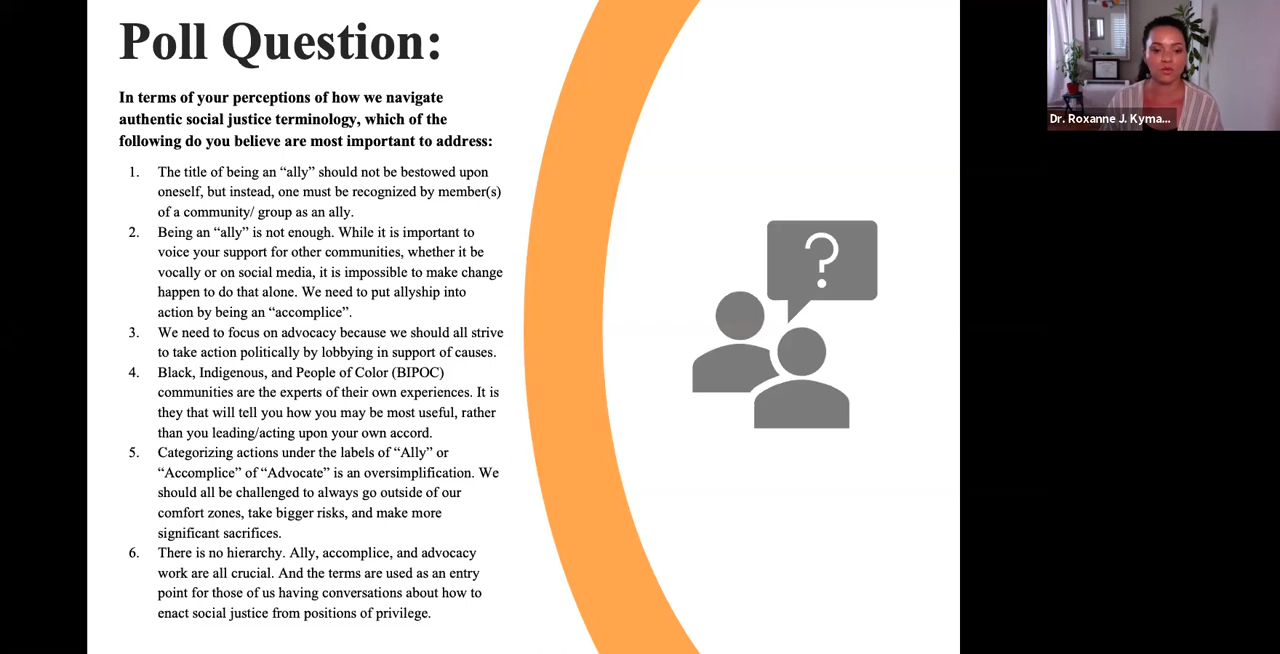 Poll Question:
In terms of your perceptions of how we navigate
authentic social justice terminology, which of the
following do you believe are most important to address:
1. The title of being an “ally” should not be bestowed upon
oneself, but instead, one must be recognized by member(s)
of a community/ group as an ally.
2. Being an “ally” is not enough. While it is important to
voice your support for other communities, whether it be
vocally or on social media, it is impossible to make change
happen to do that alone. We need to put allyship into
action by being an “accomplice”.
3. We need to focus on advocacy because we should all strive
to take action politically by lobbying in support of causes.
4. Black, Indigenous, and People of Color (BIPOC)
communities are the experts of their own experiences. It is
they that will tell you how you may be most useful, rather
than you leading/acting upon your own accord.
5. Categorizing actions under the labels of “Ally” or
“Accomplice” of “Advocate” is an oversimplification. We
should all be challenged to always go outside of our
comfort zones, take bigger risks, and make more
significant sacrifices.
6. There is no hierarchy. Ally, accomplice, and advocacy
work are all crucial. And the terms are used as an entry
point for those of us having conversations about how to
enact social justice from positions of privilege.
?
Dr. Roxanne J. Kyma...